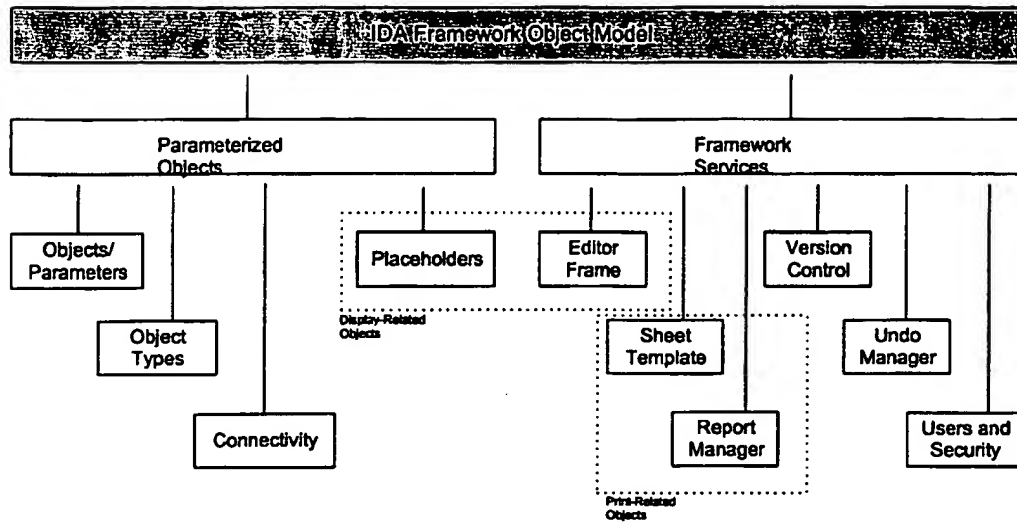 IDA Framework Object Model
Parameterized
Objects
Framework
Services
Objects/
Parameters
Placeholders
Editor
Frame
Version
Control
Display-Related
Objects
Object
Types
Sheet
Template
Undo
Manager
Connectivity
Report
Manager
Users and
Security
Print-Related
Objects